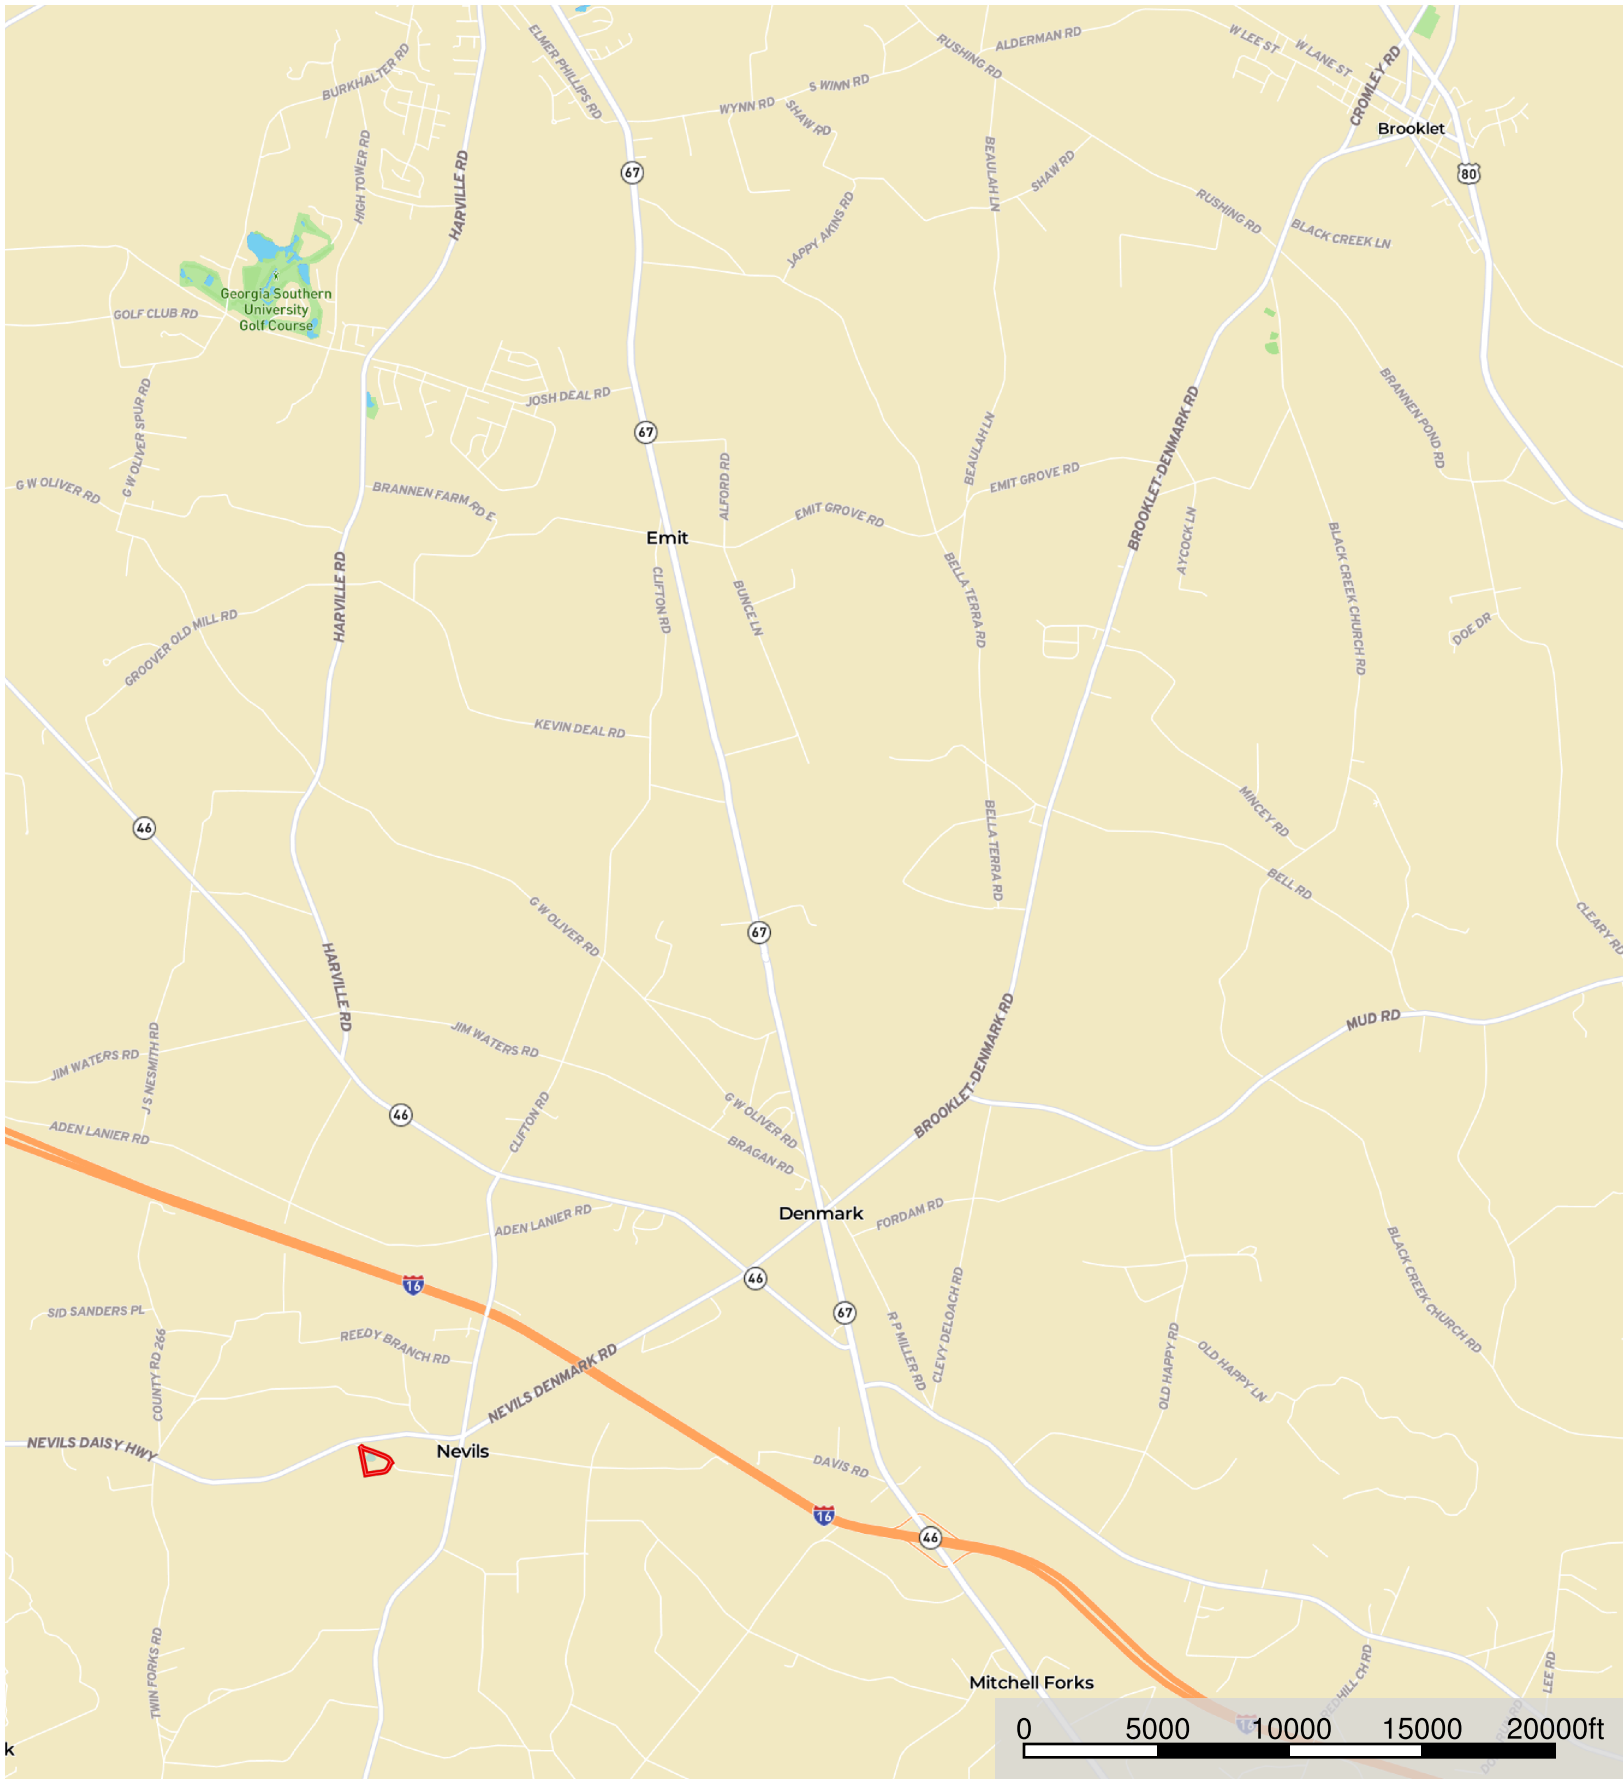 ELMER PHILLIPS RD
BURKHALTER RD
RUSHING RD
ALDERMAN RD
W LEE ST
W LANE ST
CROMLEY RD
S WINN RD
WYNN RD
SHAW RD
Brooklet
80
HIGH TOWER RD
HARVILLE RD
67
BEAULAH LN
SHAW RD
JAPPY AKINS RD
RUSHING RD
BLACK CREEK LN
Georgia Southern
University
Golf Course
GOLF CLUB RD
G W OLIVER SPUR RD
JOSH DEAL RD
67
BRANNEN POND RD
BROOKLET-DENMARK RD
BEAULAH LN
ALFORD RD
G W OLIVER RD
BRANNEN FARM RD E
EMIT GROVE RD
EMIT GROVE RD
Emit
AYCOCK LN
BLACK CREEK CHURCH RD
HARVILLE RD
CLIFTON RD
BUNCE LN
BELLA TERRA RD
GROOVER OLD MILL RD
DOE DR
KEVIN DEAL RD
46
MINCEY RD
BELLA TERRA RD
BELL RD
G W OLIVER RD
67
CLEARY RD
HARVILLE RD
BROOKLET-DENMARK RD
MUD RD
JIM WATERS RD
JIM WATERS RD
J S NESMITH RD
46
CLIFTON RD
G W OLIVER RD
ADEN LANIER RD
BRAGAN RD
Denmark
ADEN LANIER RD
FORDAM RD
16
46
67
BLACK CREEK CHURCH RD
SID SANDERS PL
COUNTY RD 266
REEDY BRANCH RD
NEVILS DENMARK RD
R P MILLER RD
CLEVY DELOACH RD
OLD HAPPY RD
OLD HAPPY LN
NEVILS DAISY HWY
Nevils
DAVIS RD
16
46
TWIN FORKS RD
Mitchell Forks
LEE RD
k
16
0 5000 10000 15000 20000ft